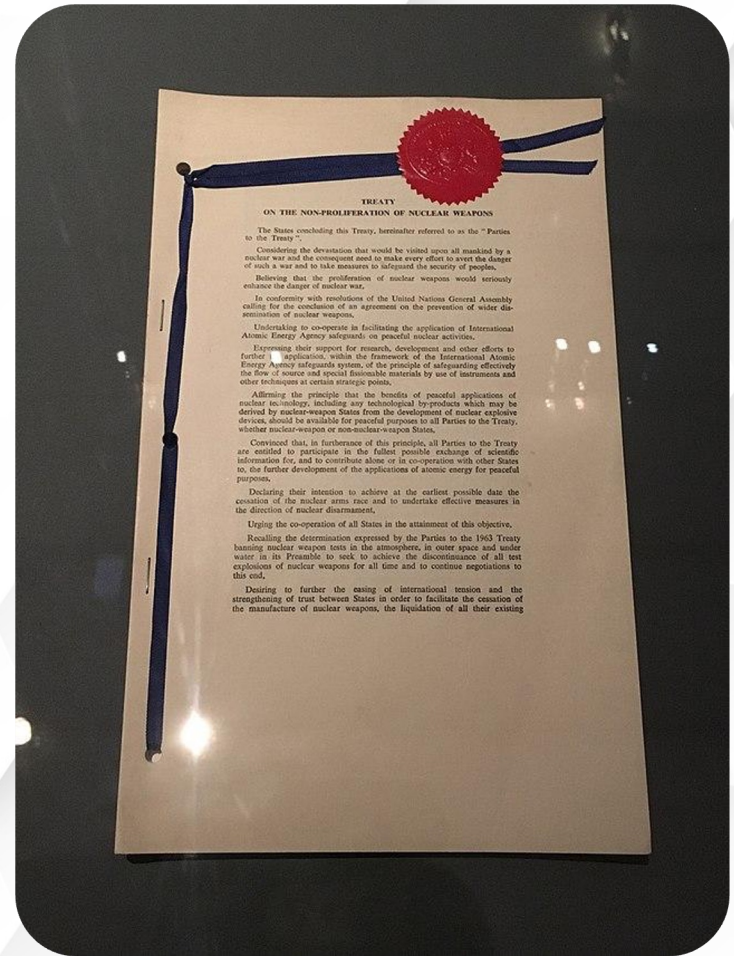 TREATY
ON THE NON-PROLIFERATION OF NUCLEAR WEAPONS
The States concluding this Treaty, hereinafter referred to as the " Parties
to the Treaty ",
Considering the devastation that would be visited upon all mankind by a
nuclear war and the consequent need to make every effort to avert the danger
of such a war and to take measures to safeguard the security of peoples,
Believing that the proliferation of nuclear weapons would seriously
enhance the danger of nuclear war,
In conformity with resolutions of the United Nations General Assembly
calling for the conclusion of an agreement on the prevention of wider dis-
semination of nuclear weapons,
Undertaking to co-operate in facilitating the application of International
Atomic Energy Agency safeguards on peaceful nuclear activities,
Expressing their support for research, development and other efforts to
further application, within the framework of the International Atomic
Energy Agency safeguards system, of the principle of safeguarding effectively
the flow of source and special fissionable materials by use of instruments and
other techniques at certain strategic points,
Affirming the principle that the benefits of peaceful applications of
nuclear technology, including any technological by-products which may be
derived by nuclear-weapon States from the development of nuclear explosive
devices, should be available for peaceful purposes to all Parties to the Treaty,
whether nuclear-weapon or non-nuclear-weapon States,
Convinced that, in furtherance of this principle, all Parties to the Treaty
are entitled to participate in the fullest possible exchange of scientific
information for, and to contribute alone or in co-operation with other States
to, the further development of the applications of atomic energy for peaceful
purposes,
Declaring their intention to achieve at the earliest possible date the
cessation of the nuclear arms race and to undertake effective measures in
the direction of nuclear disarmament,
Urging the co-operation of all States in the attainment of this objective,
Recalling the determination expressed by the Parties to the 1963 Treaty
banning nuclear weapon tests in the atmosphere, in outer space and under
water in its Preamble to seek to achieve the discontinuance of all test
explosions of nuclear weapons for all time and to continue negotiations to
this end,
Desiring to further the easing of international tension and the
strengthening of trust between States in order to facilitate the cessation of
the manufacture of nuclear weapons, the liquidation of all their existing